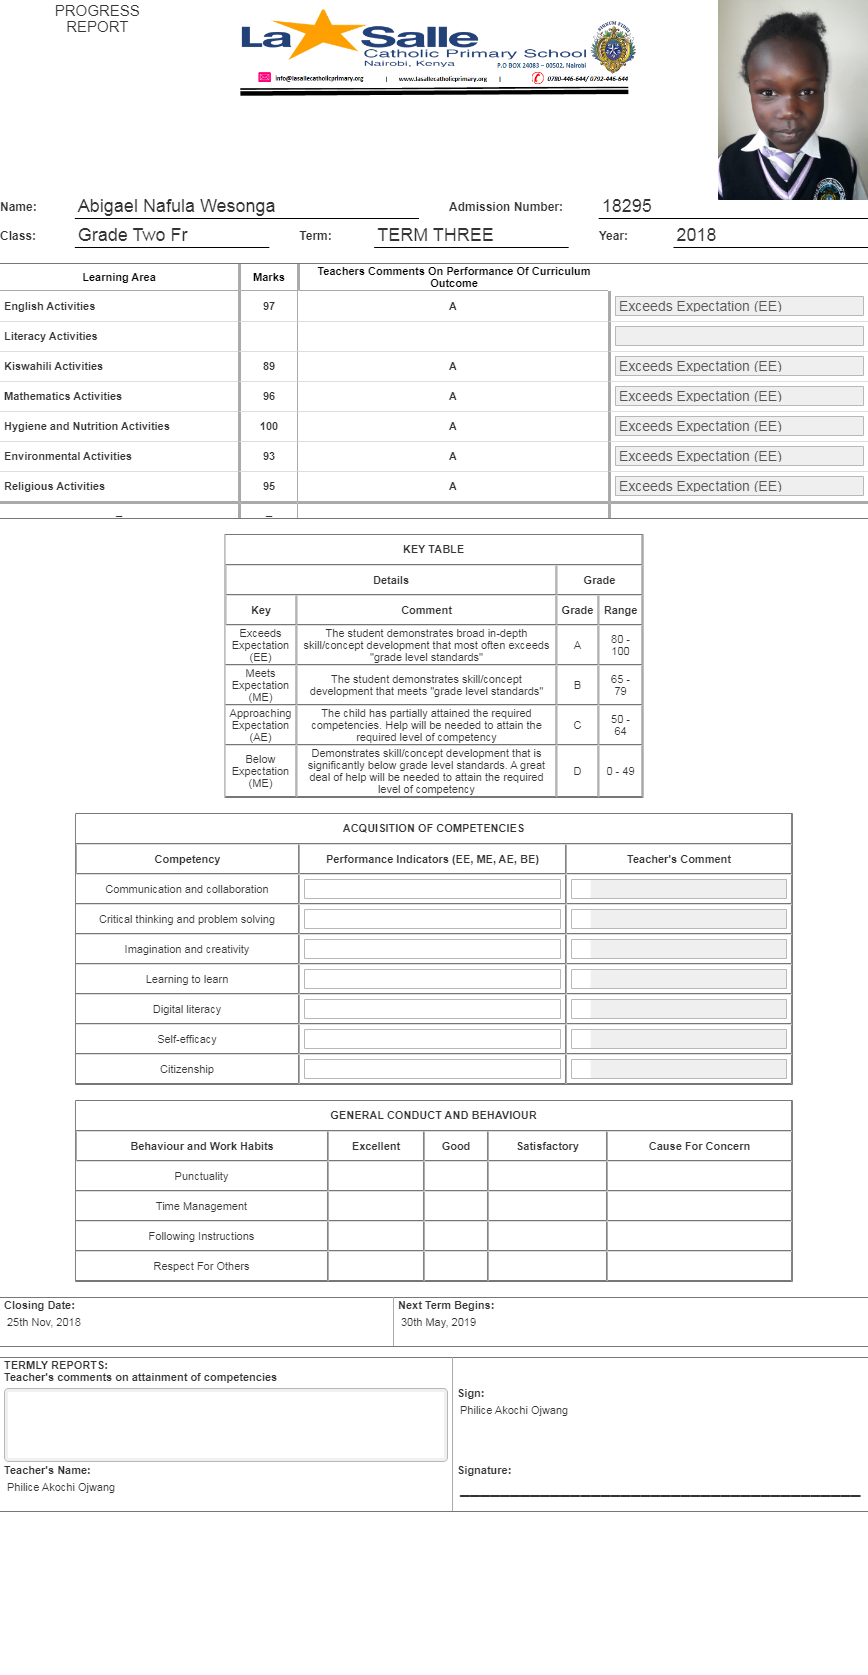 PROGRESS
REPORT
La Salle
Catholic Primary School
Nairobi, Kenya
P.O BOX 24083 – 00502, Nairobi
info@lasallecatholicprimary.org | www.lasallecatholicprimary.org | 0780-446-644/ 0792-446-644
Name: Abigael Nafula Wesonga Admission Number: 18295
Class: Grade Two Fr Term: TERM THREE Year: 2018
Learning Area Marks Teachers Comments On Performance Of Curriculum
Outcome
English Activities 97 A Exceeds Expectation (EE)
Literacy Activities
Kiswahili Activities 89 A Exceeds Expectation (EE)
Mathematics Activities 96 A Exceeds Expectation (EE)
Hygiene and Nutrition Activities 100 A Exceeds Expectation (EE)
Environmental Activities 93 A Exceeds Expectation (EE)
Religious Activities 95 A Exceeds Expectation (EE)
KEY TABLE
Details Grade
Key Comment Grade Range
Exceeds
Expectation
(EE)
The student demonstrates broad in-depth
skill/concept development that most often exceeds
"grade level standards"
A
80 -
100
Meets
Expectation
(ME)
The student demonstrates skill/concept
development that meets "grade level standards"
B
65 -
79
Approaching
Expectation
(AE)
The child has partially attained the required
competencies. Help will be needed to attain the
required level of competency
C
50 -
64
Below
Expectation
(ME)
Demonstrates skill/concept development that is
significantly below grade level standards. A great
deal of help will be needed to attain the required
level of competency
D
0 - 49
ACQUISITION OF COMPETENCIES
Competency Performance Indicators (EE, ME, AE, BE) Teacher's Comment
Communication and collaboration
Critical thinking and problem solving
Imagination and creativity
Learning to learn
Digital literacy
Self-efficacy
Citizenship
GENERAL CONDUCT AND BEHAVIOUR
Behaviour and Work Habits Excellent Good Satisfactory Cause For Concern
Punctuality
Time Management
Following Instructions
Respect For Others
Closing Date: Next Term Begins:
25th Nov, 2018 30th May, 2019
TERMLY REPORTS:
Teacher's comments on attainment of competencies
Sign:
Philice Akochi Ojwang
Teacher's Name: Signature:
Philice Akochi Ojwang